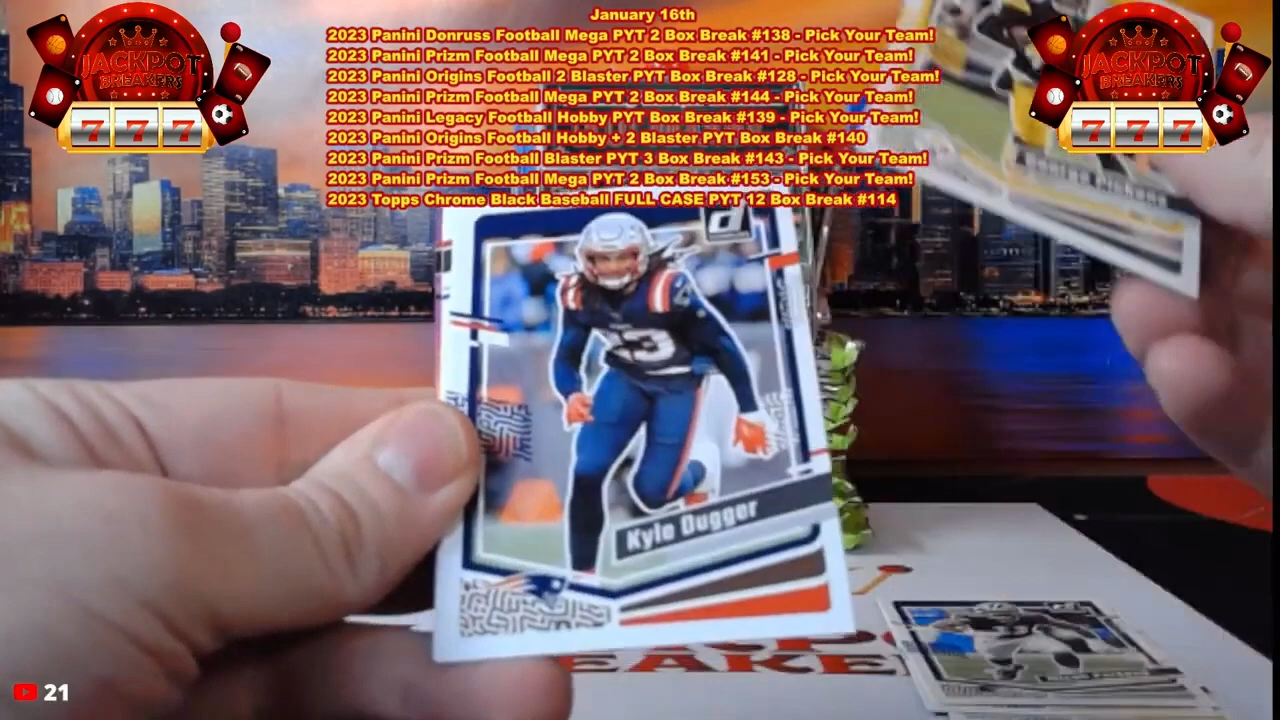 January 16th
2023 Panini Donruss Football Mega PYT 2 Box Break #138 - Pick Your Team!
2023 Panini Prizm Football Mega PYT 2 Box Break #141 - Pick Your Team!
2023 Panini Origins Football 2 Blaster PYT Box Break #128 - Pick Your Team!
2023 Panini Prizm Football Mega PYT 2 Box Break #144 - Pick Your Team!
2023 Panini Legacy Football Hobby PYT Box Break #139 - Pick Your Team!
2023 Panini Origins Football Hobby + 2 Blaster PYT Box Break #140
2023 Panini Prizm Football Blaster PYT 3 Box Break #143 - Pick Your Team!
2023 Panini Prizm Football Mega PYT 2 Box Break #153 - Pick Your Team!
2023 Topps Chrome Black Baseball FULL CASE PYT 12 Box Break #114
JACKPOT
BREAKERS
7 7 7
JACKPOT
BREAKERS
7 7 7
d
23
Kyle Dugger
21